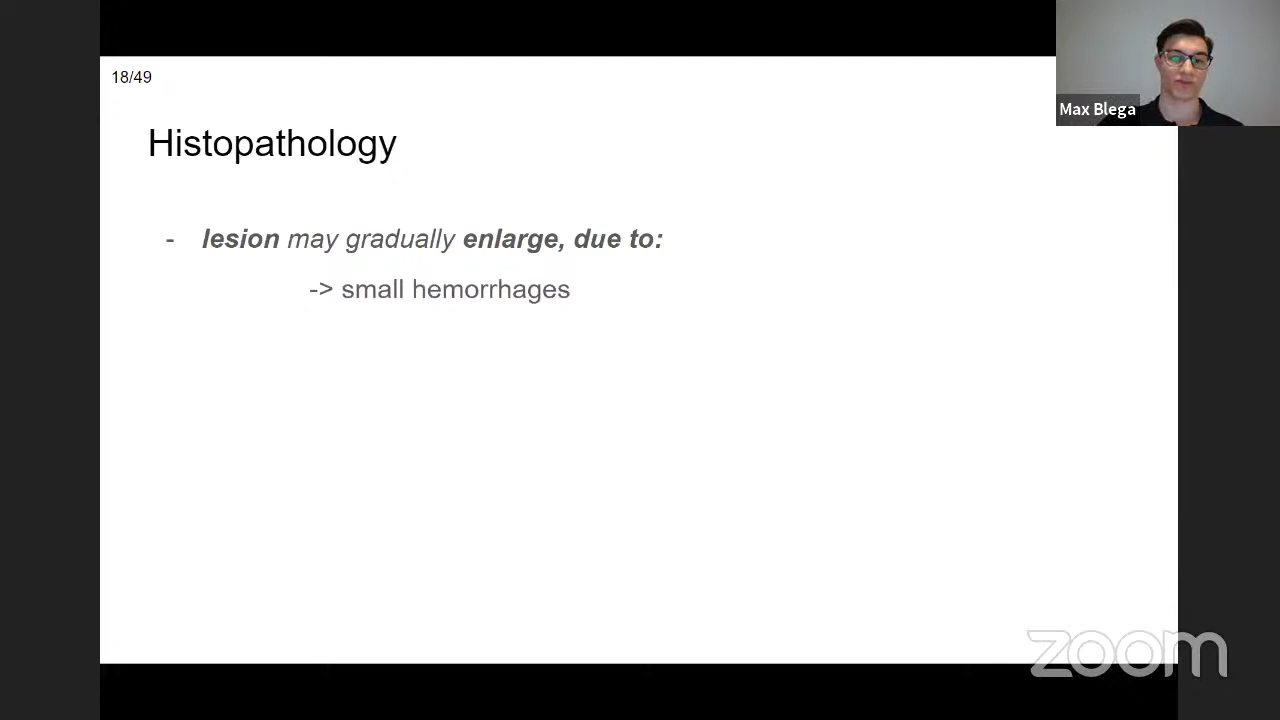 18/49
Max Blega
Histopathology
- lesion may gradually enlarge, due to:
-> small hemorrhages
zoom